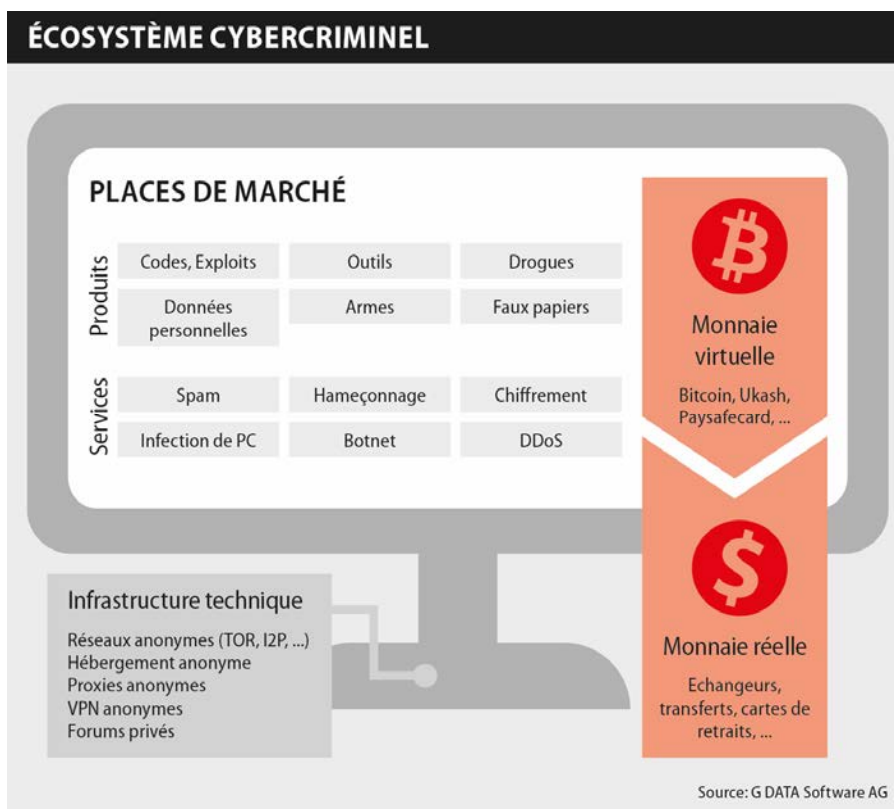 ÉCOSYSTÈME CYBERCRIMINEL
PLACES DE MARCHÉ
Produits
Codes, Exploits
Outils
Drogues
Données
personnelles
Armes
Faux papiers
Services
Spam
Hameçonnage
Chiffrement
Infection de PC
Botnet
DDoS
Monnaie
virtuelle
Bitcoin, Ukash,
Paysafecard, ...
$
Monnaie réelle
Echangeurs,
transferts, cartes de
retraits, ...
Infrastructure technique
Réseaux anonymes (TOR, I2P, ...)
Hébergement anonyme
Proxies anonymes
VPN anonymes
Forums privés
Source: G DATA Software AG